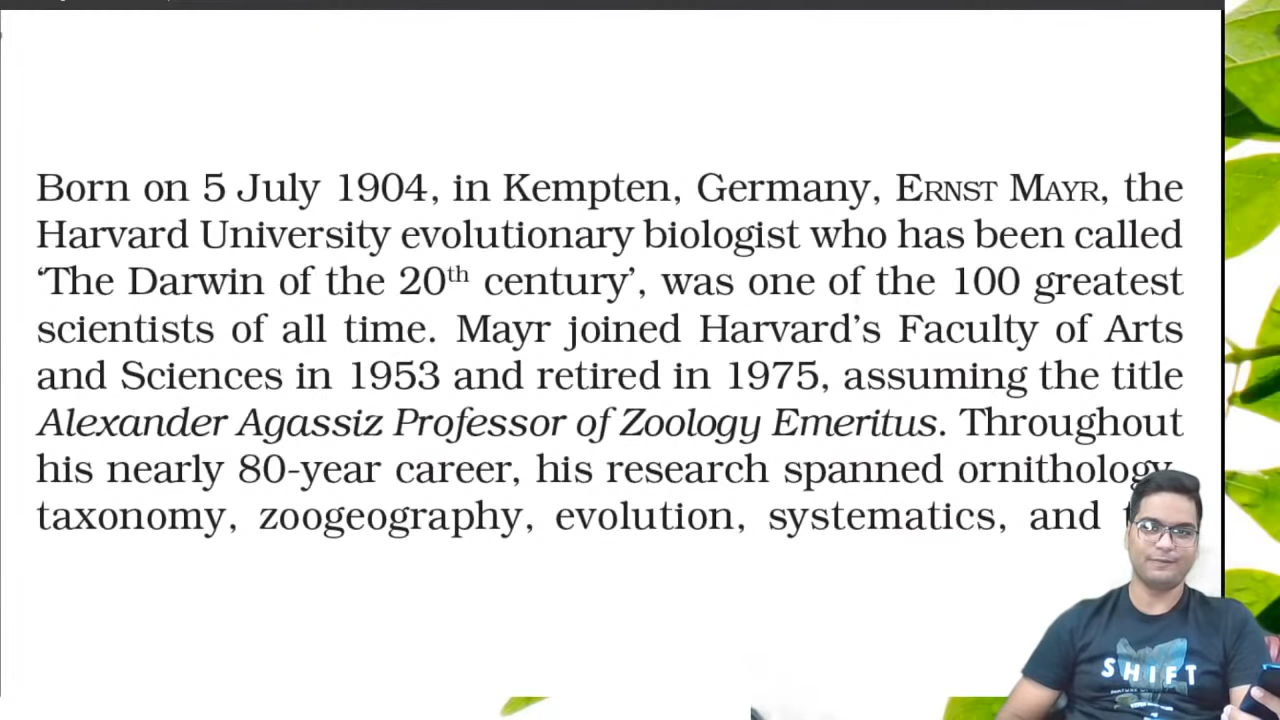 Born on 5 July 1904, in Kempten, Germany, ERNST MAYR, the
Harvard University evolutionary biologist who has been called
‘The Darwin of the 20th century’, was one of the 100 greatest
scientists of all time. Mayr joined Harvard’s Faculty of Arts
and Sciences in 1953 and retired in 1975, assuming the title
Alexander Agassiz Professor of Zoology Emeritus. Throughout
his nearly 80-year career, his research spanned ornithology,
taxonomy, zoogeography, evolution, systematics, and
SHIFT